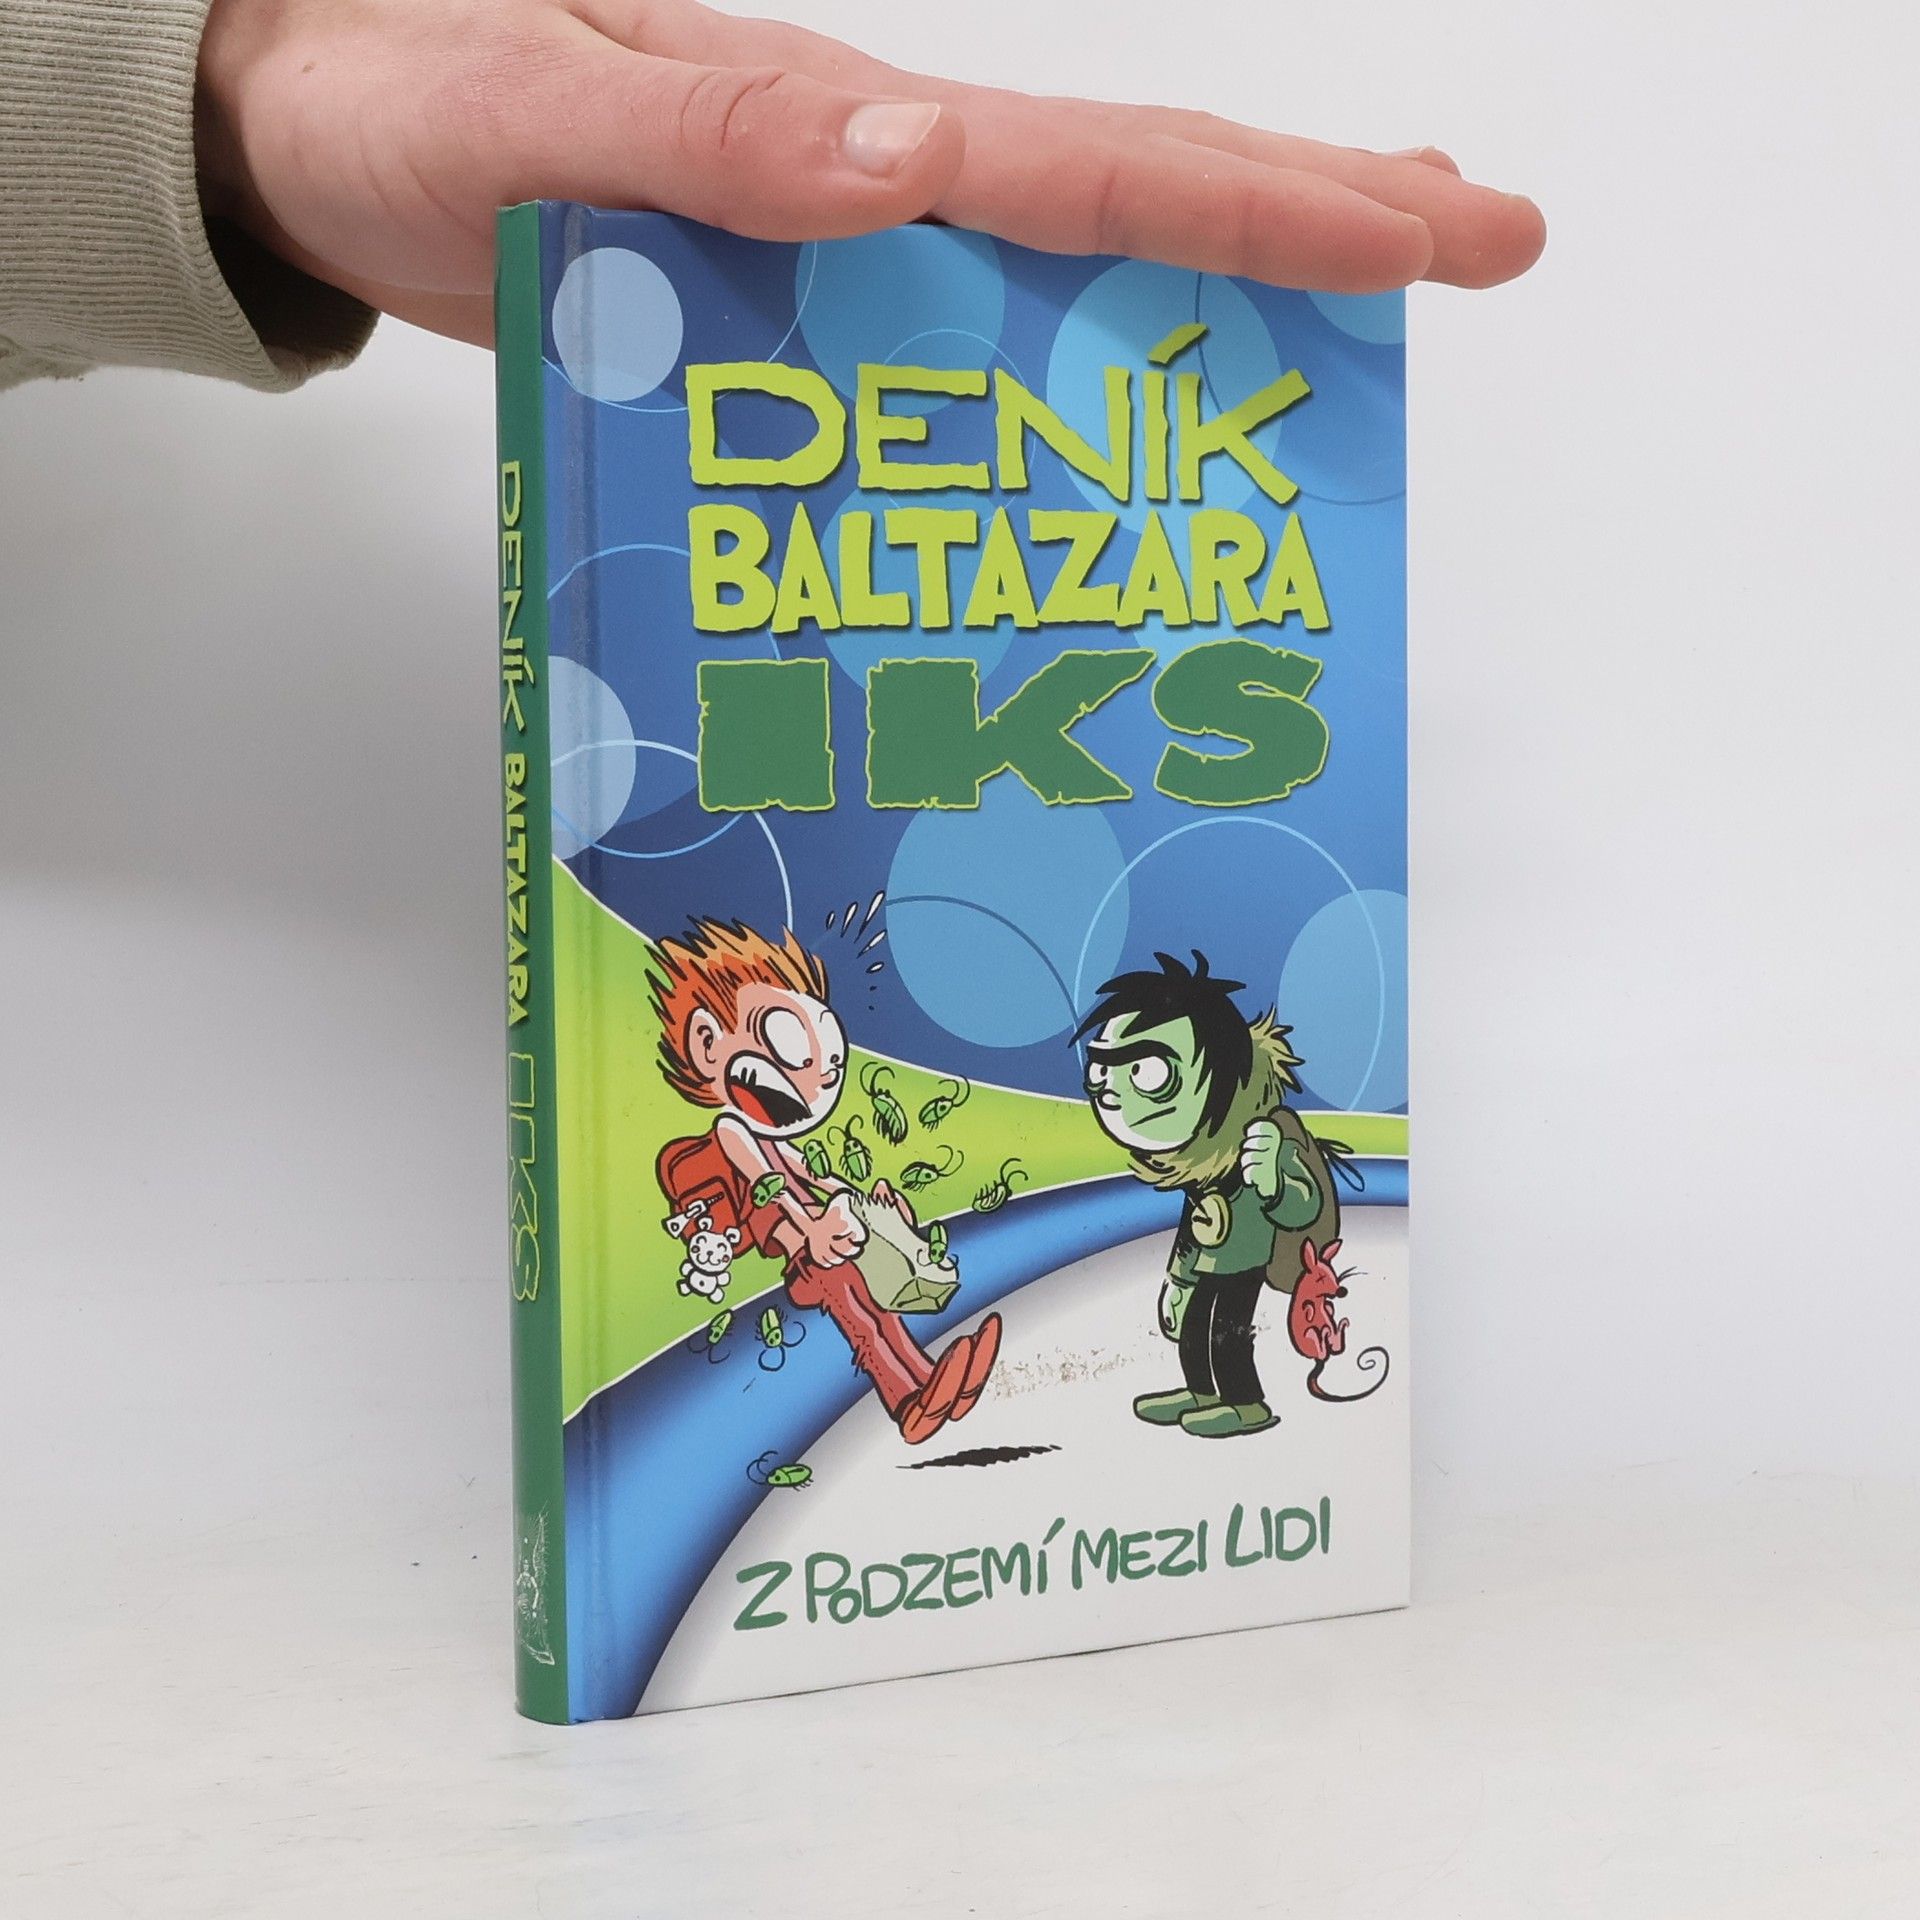 DENÍK
BALTAZARA
IKS
Z PODZEMÍ MEZI LIDI
DENÍK BALTAZARA IKS